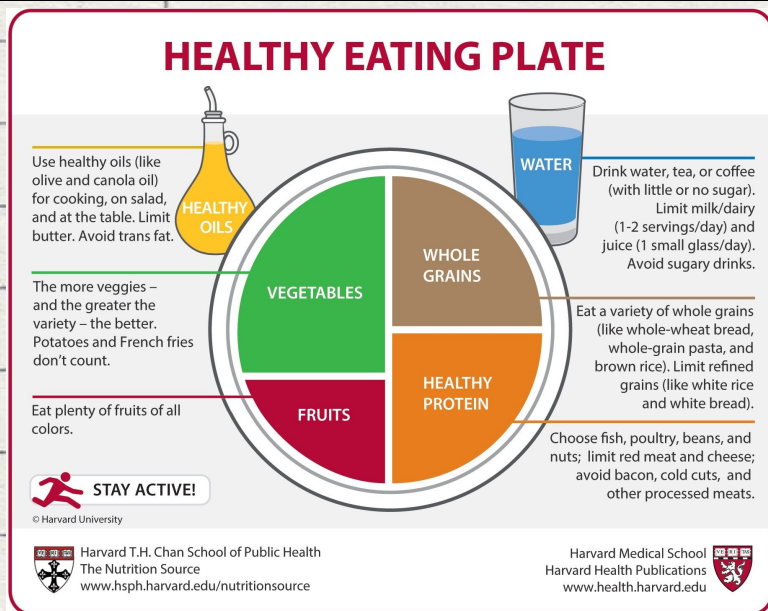 HEALTHY EATING PLATE
Use healthy oils (like
olive and canola oil)
for cooking, on salad,
and at the table. Limit
butter. Avoid trans fat.
HEALTHY
OILS
The more veggies –
and the greater the
variety – the better.
Potatoes and French fries
don't count.
Eat plenty of fruits of all
colors.
VEGETABLES
FRUITS
WHOLE
GRAINS
HEALTHY
PROTEIN
WATER
Drink water, tea, or coffee
(with little or no sugar).
Limit milk/dairy
(1-2 servings/day) and
juice (1 small glass/day).
Avoid sugary drinks.
Eat a variety of whole grains
(like whole-wheat bread,
whole-grain pasta, and
brown rice). Limit refined
grains (like white rice
and white bread).
Choose fish, poultry, beans, and
nuts; limit red meat and cheese;
avoid bacon, cold cuts, and
other processed meats.
STAY ACTIVE!
© Harvard University
Harvard T.H. Chan School of Public Health
The Nutrition Source
www.hsph.harvard.edu/nutritionsource
Harvard Medical School
Harvard Health Publications
www.health.harvard.edu
VE RI TAS